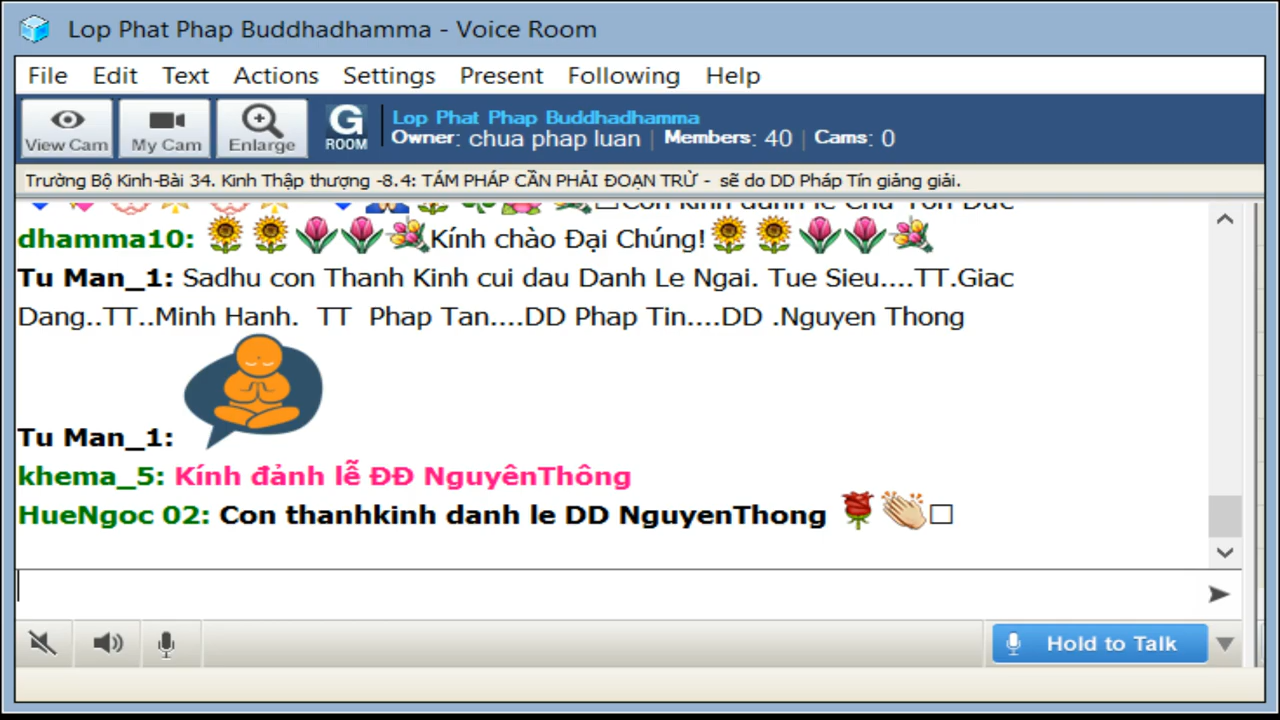 Lop Phat Phap Buddhadhamma - Voice Room
File Edit Text Actions Settings Present Following Help
View Cam My Cam Enlarge G ROOM
Lop Phat Phap Buddhadhamma
Owner: chua phap luan | Members: 40 | Cams: 0
Trường Bộ Kinh-Bài 34. Kinh Thập thượng -8.4: TÁM PHÁP CẦN PHẢI ĐOẠN TRỪ - sẽ do DD Pháp Tín giảng giải.
dhamma10: Kính chào Đại Chúng!
Tu Man_1: Sadhu con Thanh Kinh cui dau Danh Le Ngai. Tue Sieu....TT.Giac
Dang..TT..Minh Hanh. TT Phap Tan....DD Phap Tin....DD .Nguyen Thong
Tu Man_1:
khema_5: Kính đảnh lễ ĐĐ NguyênThông
HueNgoc 02: Con thanhkinh danh le DD NguyenThong
Hold to Talk